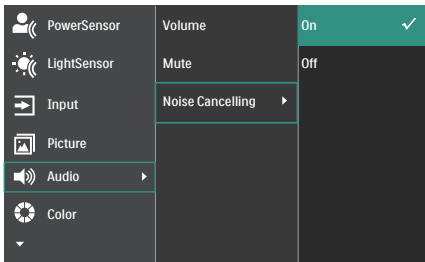 PowerSensor
LightSensor
Input
Picture
Audio
Color
Volume
Mute
Noise Cancelling
On
Off